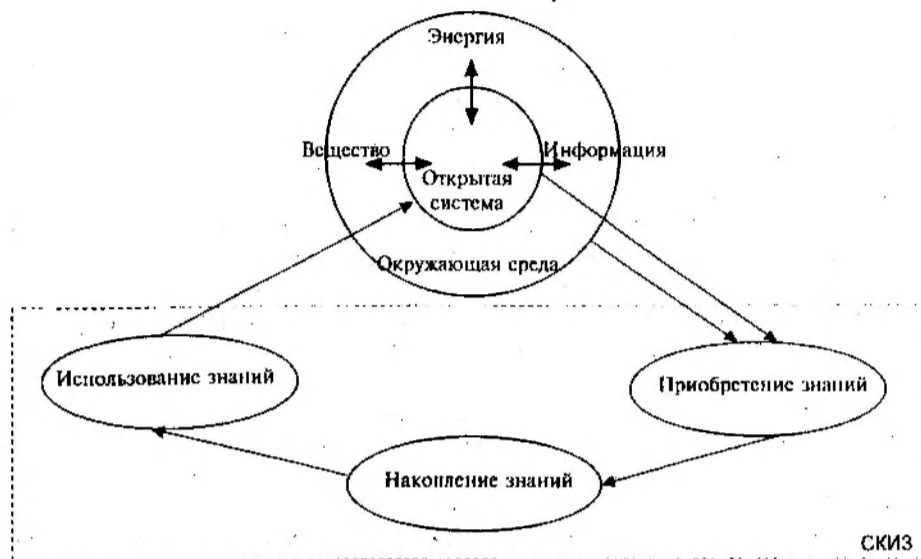 Энергия
Вещество
Информация
Открытая
система
Окружающая среда
Использование знаний
Приобретение знаний
Накопление знаний
СКИЗ